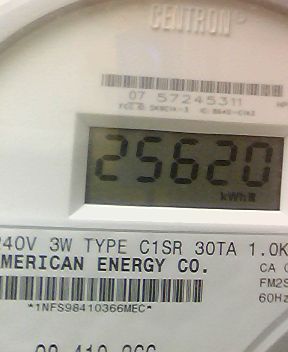 CENTRON®
07 57245311
25620
kWh
240V 3W TYPE C1SR 30TA 1.0K
MERICAN ENERGY CO.
CA
FM2S
60Hz
*1NFS98410366MEC*